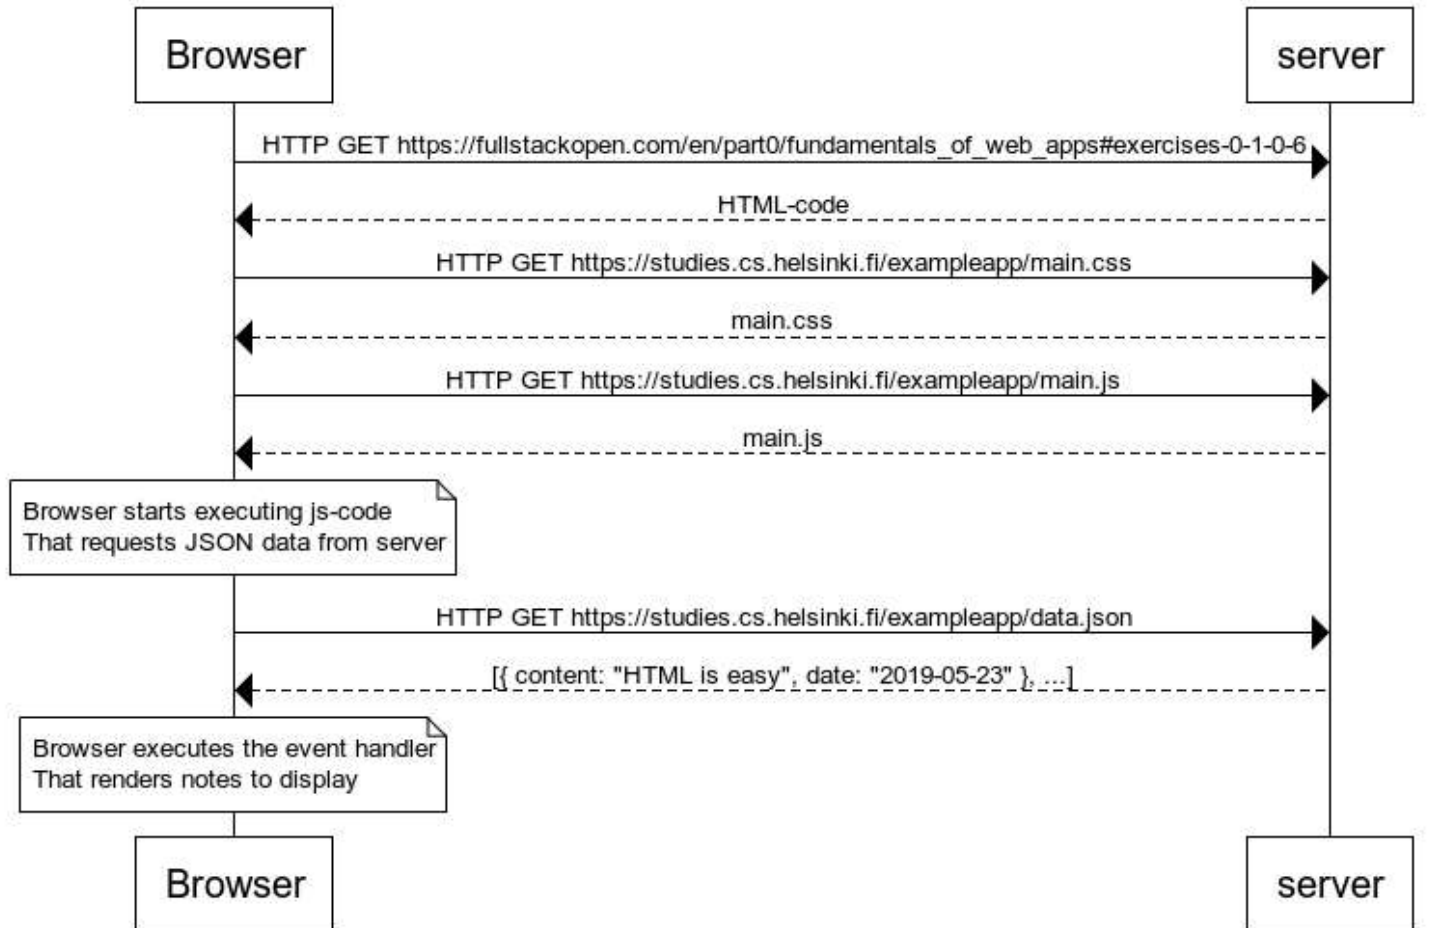 Browser
server
HTTP GET https://fullstackopen.com/en/part0/fundamentals_of_web_apps#exercises-0-1-0-6
HTML-code
HTTP GET https://studies.cs.helsinki.fi/exampleapp/main.css
main.css
HTTP GET https://studies.cs.helsinki.fi/exampleapp/main.js
main.js
Browser starts executing js-code
That requests JSON data from server
HTTP GET https://studies.cs.helsinki.fi/exampleapp/data.json
[{ content: "HTML is easy", date: "2019-05-23" }, ...]
Browser executes the event handler
That renders notes to display
Browser
server